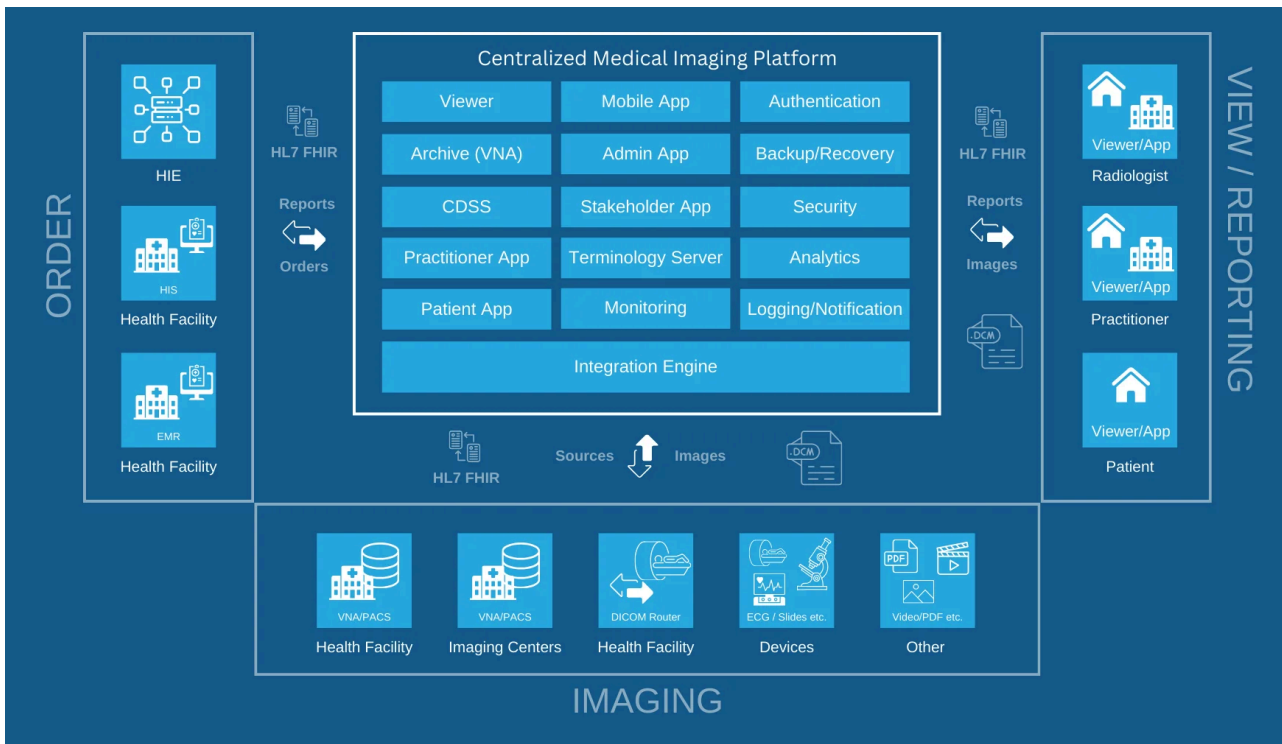 Centralized Medical Imaging Platform
Viewer
Mobile App
Authentication
Archive (VNA)
Admin App
Backup/Recovery
CDSS
Stakeholder App
Security
Practitioner App
Terminology Server
Analytics
Patient App
Monitoring
Logging/Notification
Integration Engine
ORDER
HIE
HIS
Health Facility
EMR
Health Facility
HL7 FHIR
Reports
Orders
HL7 FHIR
Reports
Images
.DCM
VIEW / REPORTING
Viewer/App
Radiologist
Viewer/App
Practitioner
Viewer/App
Patient
HL7 FHIR
Sources
Images
.DCM
VNA/PACS
Health Facility
VNA/PACS
Imaging Centers
DICOM Router
Health Facility
ECG / Slides etc.
Devices
PDF
Video/PDF etc.
Other
IMAGING